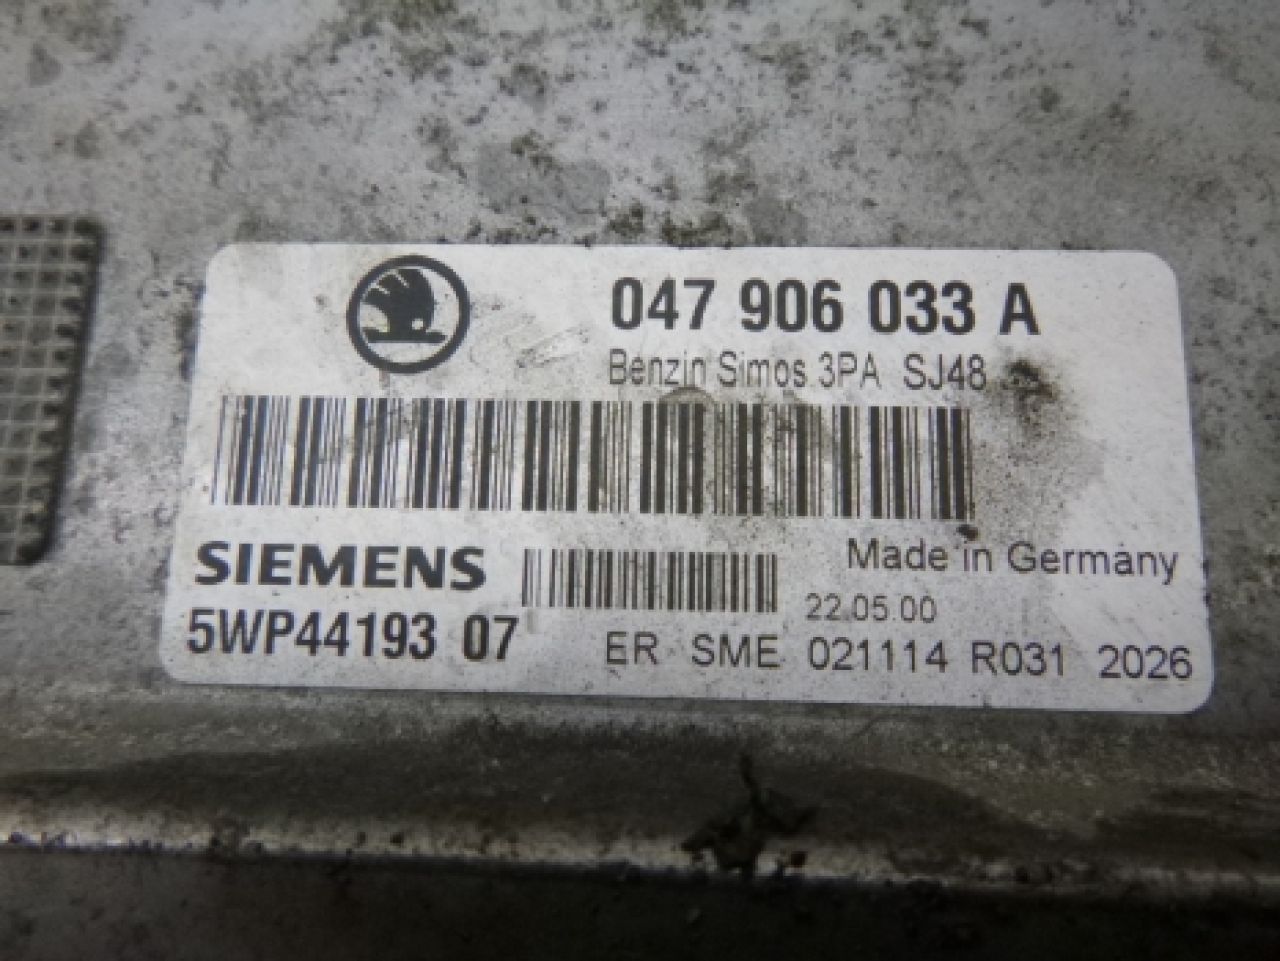 047 906 033 A
Benzin Simos 3PA SJ48
SIEMENS
Made in Germany
22.05.00
5WP44193 07
ER SME 021114 R031 2026